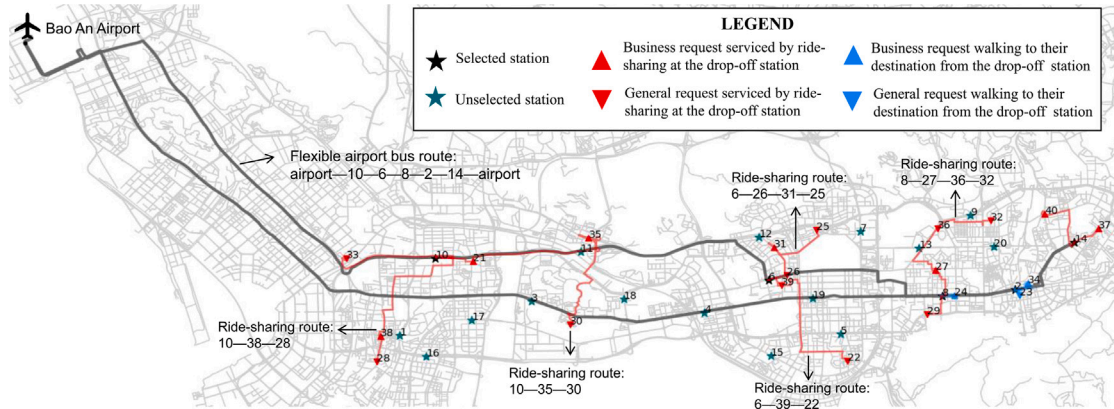 Bao An Airport
LEGEND
Selected station
Unselected station
Business request serviced by ride-
sharing at the drop-off station
General request serviced by ride-
sharing at the drop-off station
Business request walking to their
destination from the drop-off station
General request walking to their
destination from the drop-off station
Flexible airport bus route:
airport—10—6—8—2—14—airport
Ride-sharing route:
6—26—31—25
Ride-sharing route:
8—27—36—32
33
10
21
35
11
12
31
25
7
36
9
32
40
37
14
13
20
6
26
39
27
19
8
24
2
34
23
29
3
30
18
4
17
38
1
28
16
5
15
22
Ride-sharing route:
10—38—28
Ride-sharing route:
10—35—30
Ride-sharing route:
6—39—22